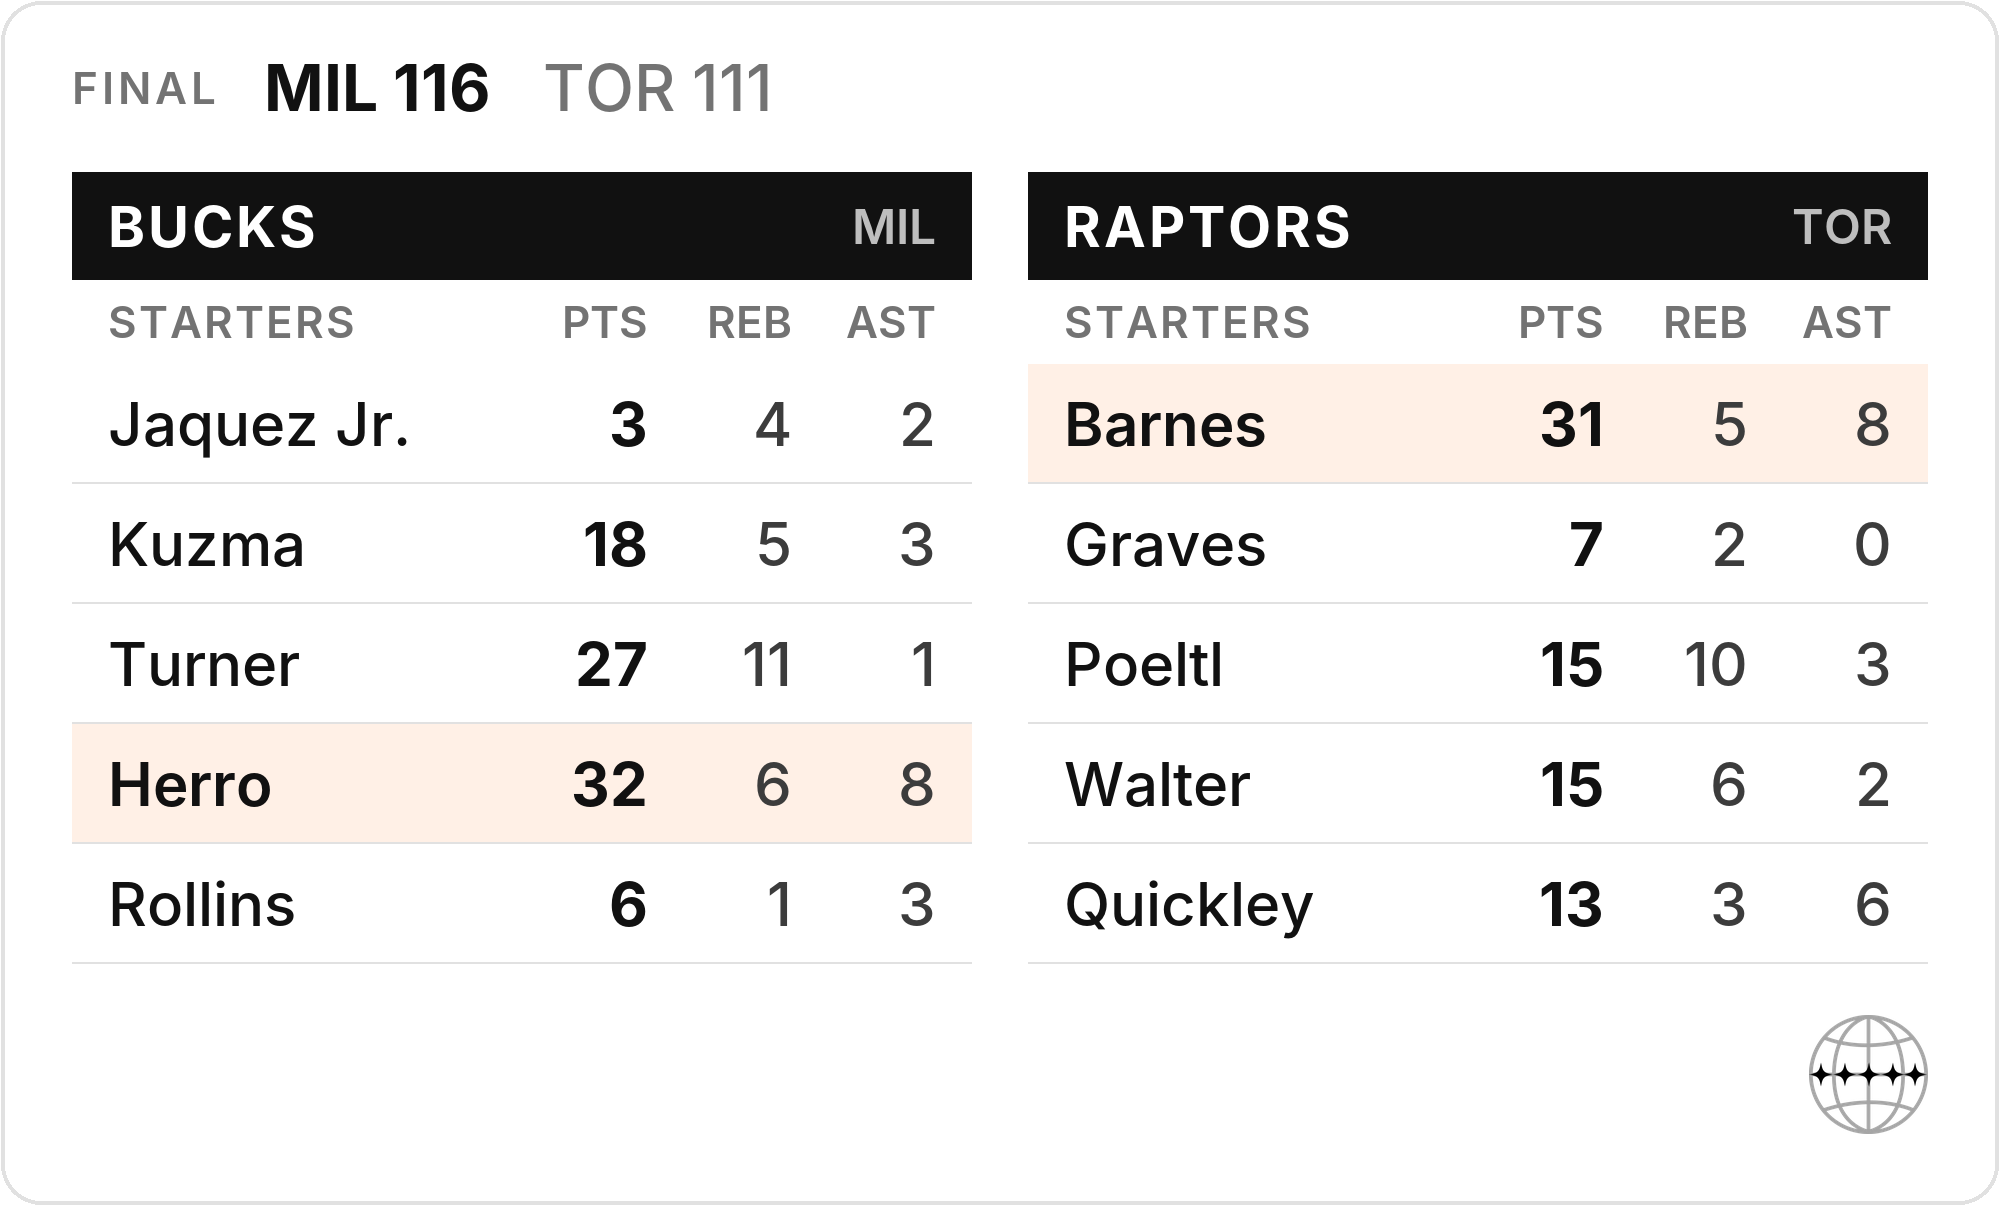 FINAL MIL 116 TOR 111
BUCKS MIL
STARTERS PTS REB AST
Jaquez Jr. 3 4 2
Kuzma 18 5 3
Turner 27 11 1
Herro 32 6 8
Rollins 6 1 3
RAPTORS TOR
STARTERS PTS REB AST
Barnes 31 5 8
Graves 7 2 0
Poeltl 15 10 3
Walter 15 6 2
Quickley 13 3 6